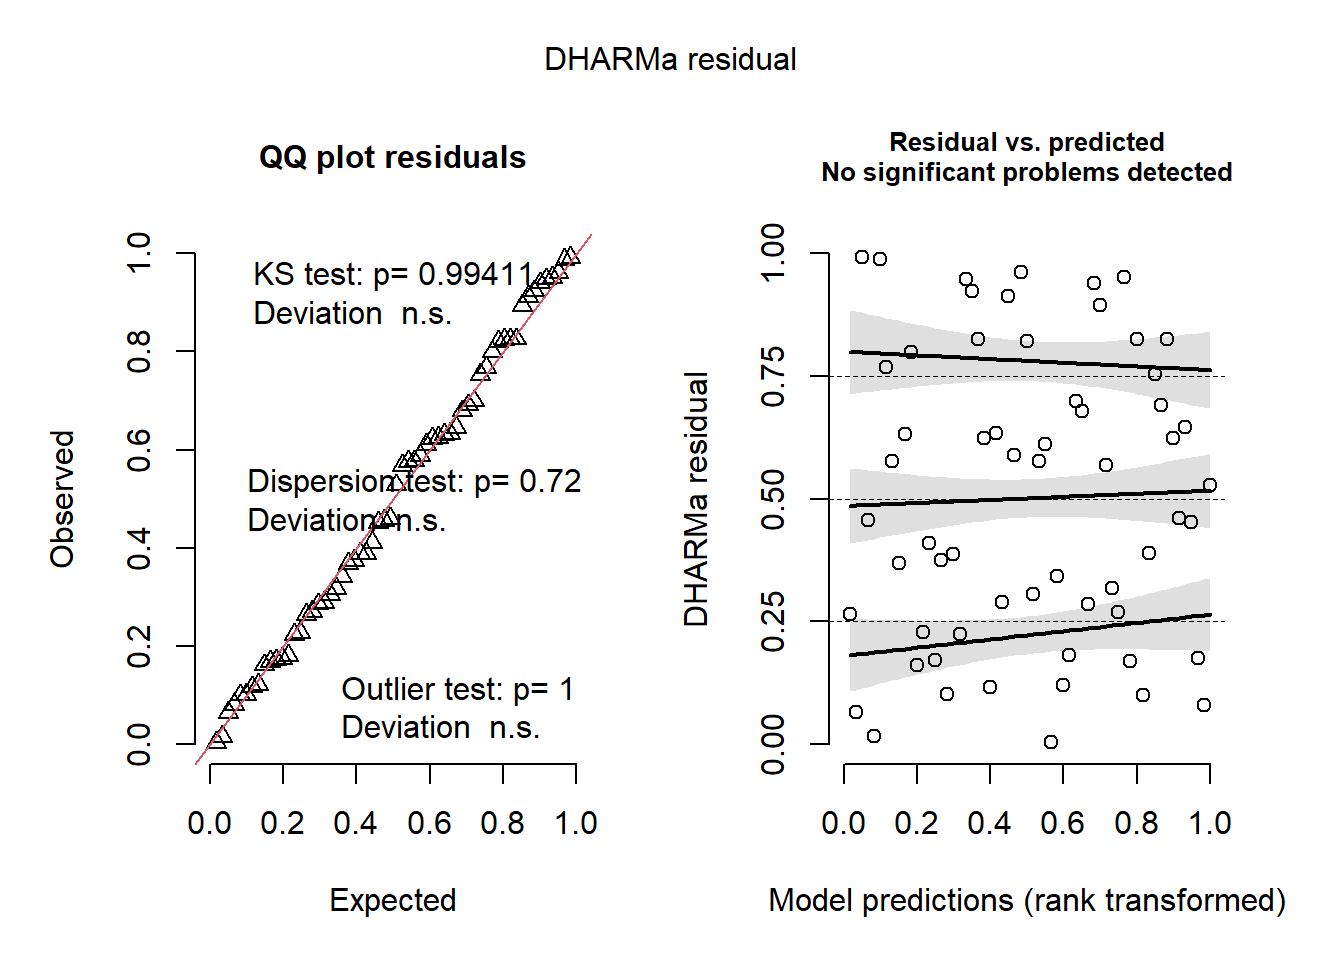 DHARMa residual
QQ plot residuals
KS test: p= 0.99411
Deviation  n.s.
Dispersion test: p= 0.72
Deviation  n.s.
Outlier test: p= 1
Deviation  n.s.
Observed
0.0 0.2 0.4 0.6 0.8 1.0
0.0 0.2 0.4 0.6 0.8 1.0
Expected
Residual vs. predicted
No significant problems detected
DHARMa residual
0.00 0.25 0.50 0.75 1.00
0.0 0.2 0.4 0.6 0.8 1.0
Model predictions (rank transformed)